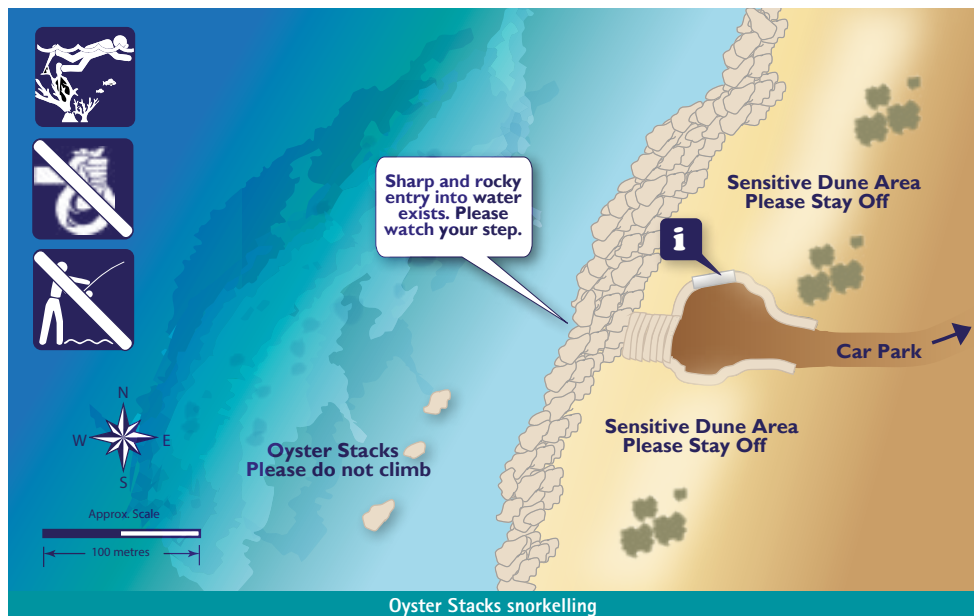 Sharp and rocky
entry into water
exists. Please
watch your step.
Sensitive Dune Area
Please Stay Off
i
Car Park
Sensitive Dune Area
Please Stay Off
Oyster Stacks
Please do not climb
N
W
E
S
Approx. Scale
100 metres
Oyster Stacks snorkelling